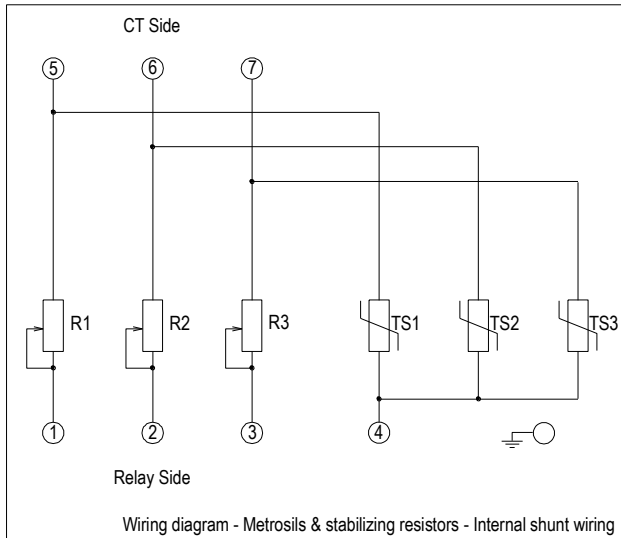 CT Side
5 6 7
R1 R2 R3 TS1 TS2 TS3
1 2 3 4
Relay Side
Wiring diagram - Metrosils & stabilizing resistors - Internal shunt wiring